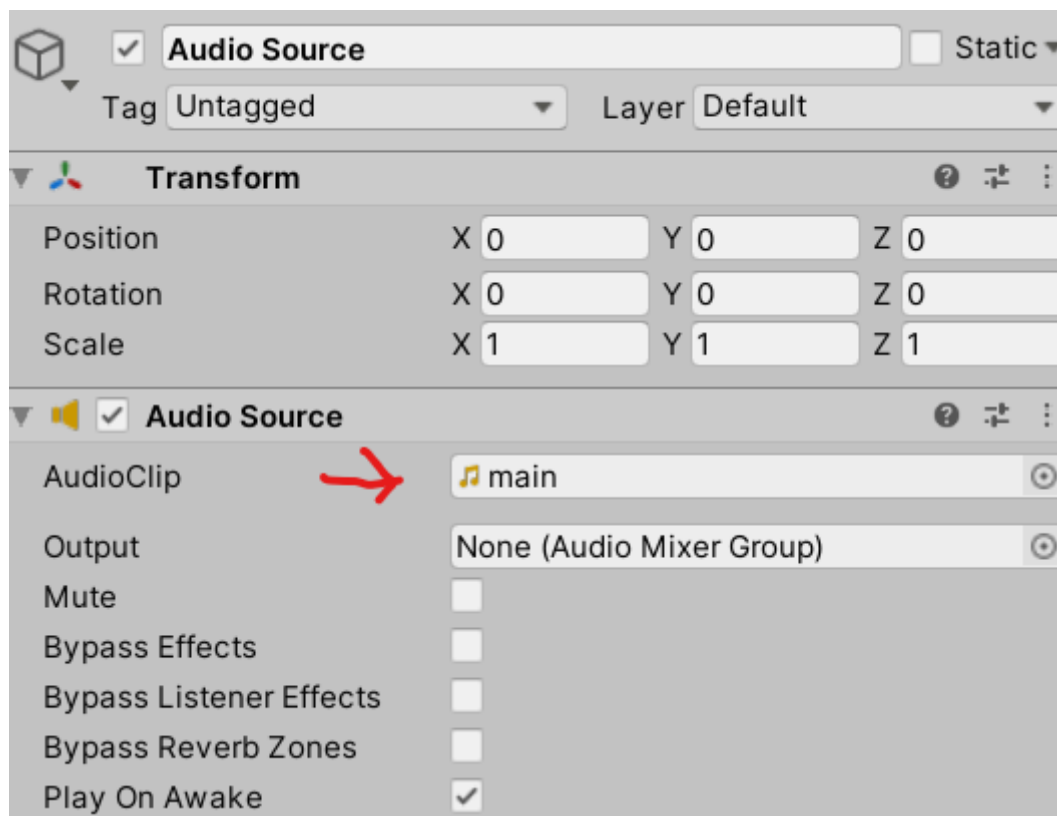 Audio Source Static
Tag Untagged Layer Default
Transform
Position X 0 Y 0 Z 0
Rotation X 0 Y 0 Z 0
Scale X 1 Y 1 Z 1
Audio Source
AudioClip main
Output None (Audio Mixer Group)
Mute
Bypass Effects
Bypass Listener Effects
Bypass Reverb Zones
Play On Awake